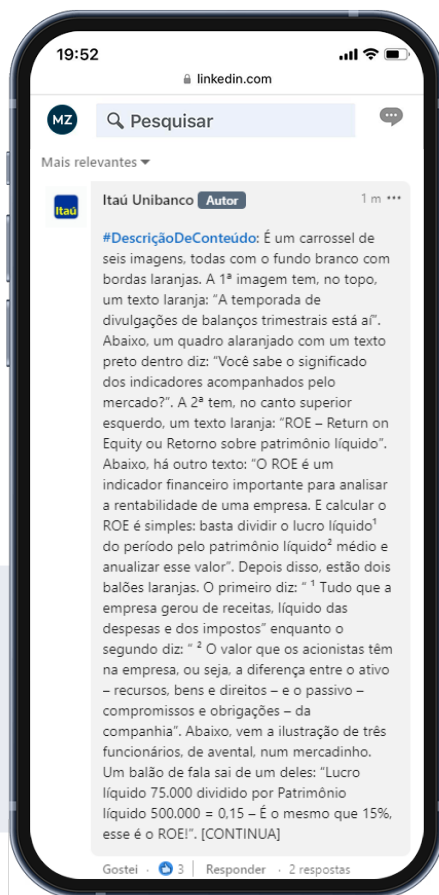 19:52
linkedin.com
MZ
Pesquisar
Mais relevantes
Itaú
Itaú Unibanco Autor
1 m
#DescriçãoDeConteúdo: É um carrossel de
seis imagens, todas com o fundo branco com
bordas laranjas. A 1ª imagem tem, no topo,
um texto laranja: “A temporada de
divulgações de balanços trimestrais está aí”.
Abaixo, um quadro alaranjado com um texto
preto dentro diz: “Você sabe o significado
dos indicadores acompanhados pelo
mercado?”. A 2ª tem, no canto superior
esquerdo, um texto laranja: “ROE – Return on
Equity ou Retorno sobre patrimônio líquido”.
Abaixo, há outro texto: “O ROE é um
indicador financeiro importante para analisar
a rentabilidade de uma empresa. E calcular o
ROE é simples: basta dividir o lucro líquido¹
do período pelo patrimônio líquido² médio e
anualizar esse valor”. Depois disso, estão dois
balões laranjas. O primeiro diz: “ ¹ Tudo que a
empresa gerou de receitas, líquido das
despesas e dos impostos” enquanto o
segundo diz: “ ² O valor que os acionistas têm
na empresa, ou seja, a diferença entre o ativo
– recursos, bens e direitos – e o passivo –
compromissos e obrigações – da
companhia”. Abaixo, vem a ilustração de três
funcionários, de avental, num mercadinho.
Um balão de fala sai de um deles: “Lucro
líquido 75.000 dividido por Patrimônio
líquido 500.000 = 0,15 – É o mesmo que 15%,
esse é o ROE!”. [CONTINUA]
Gostei · 3 | Responder · 2 respostas